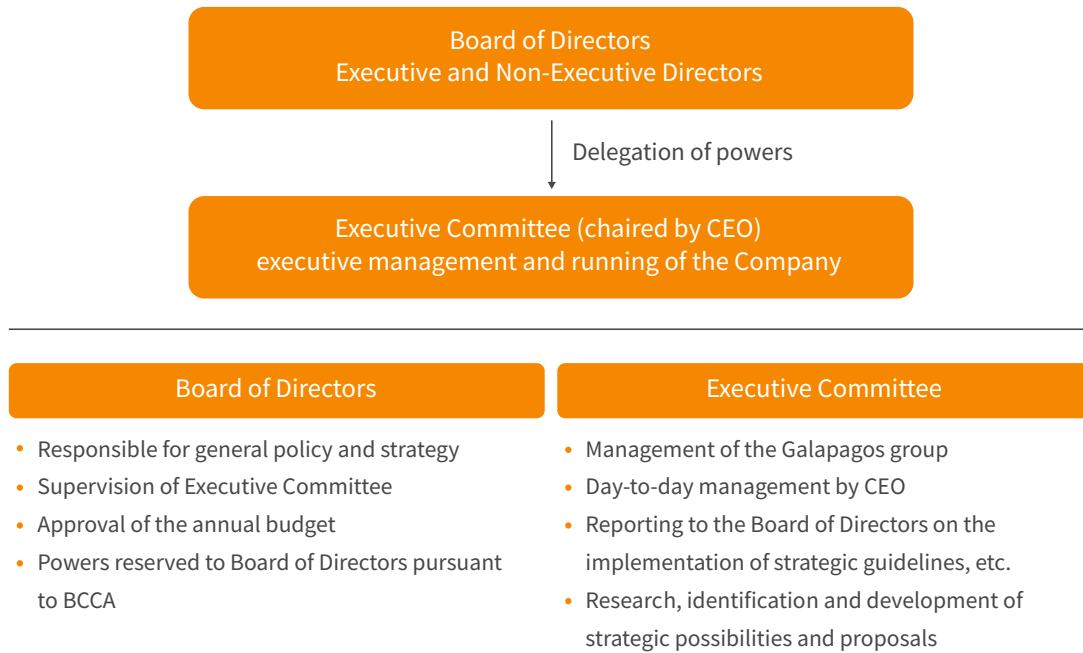 Board of Directors
Executive and Non-Executive Directors
Delegation of powers
Executive Committee (chaired by CEO)
executive management and running of the Company
Board of Directors
• Responsible for general policy and strategy
• Supervision of Executive Committee
• Approval of the annual budget
• Powers reserved to Board of Directors pursuant
to BCCA
Executive Committee
• Management of the Galapagos group
• Day-to-day management by CEO
• Reporting to the Board of Directors on the
implementation of strategic guidelines, etc.
• Research, identification and development of
strategic possibilities and proposals